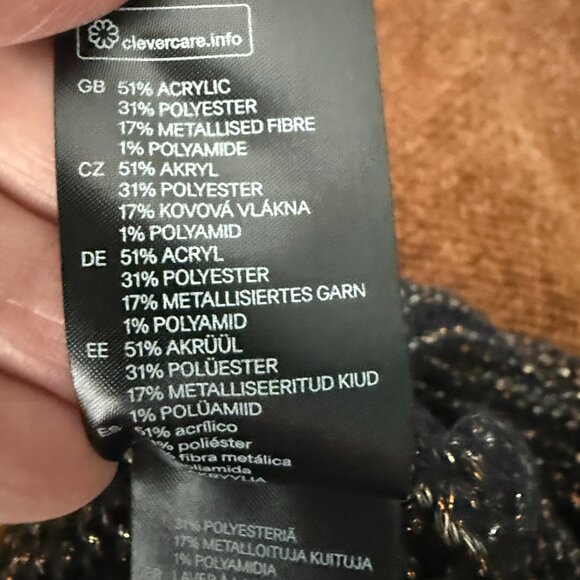 clevercare.info
GB 51% ACRYLIC
31% POLYESTER
17% METALLISED FIBRE
1% POLYAMIDE
CZ 51% AKRYL
31% POLYESTER
17% KOVOVÁ VLÁKNA
1% POLYAMID
DE 51% ACRYL
31% POLYESTER
17% METALLISIERTES GARN
1% POLYAMID
EE 51% AKRÜÜL
31% POLÜESTER
17% METALLISEERITUD KIUD
1% POLÜAMIID
ES 51% acrílico
poliéster
fibra metálica
31% POLYESTERIÄ
17% METALLOITUJA KUITUJA
1% POLYAMIDIA